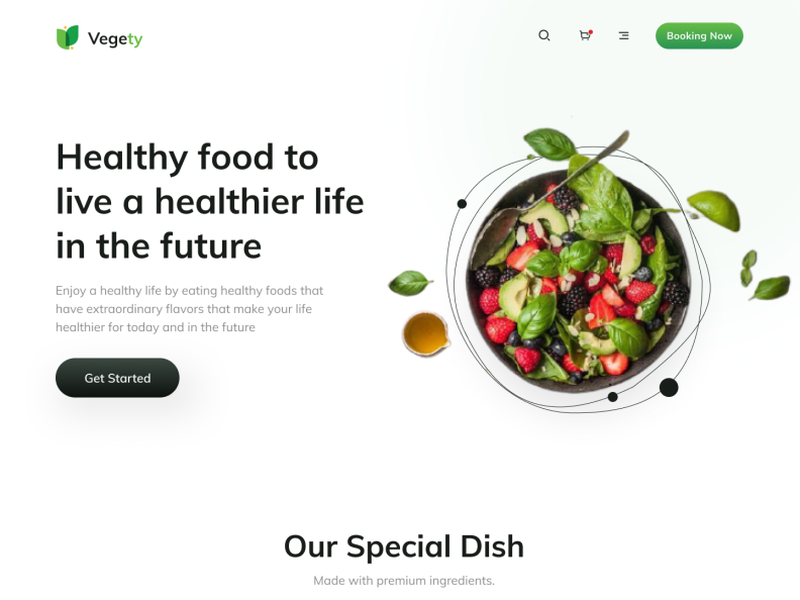 Vegety
Booking Now
Healthy food to
live a healthier life
in the future
Enjoy a healthy life by eating healthy foods that
have extraordinary flavors that make your life
healthier for today and in the future
Get Started
Our Special Dish
Made with premium ingredients.